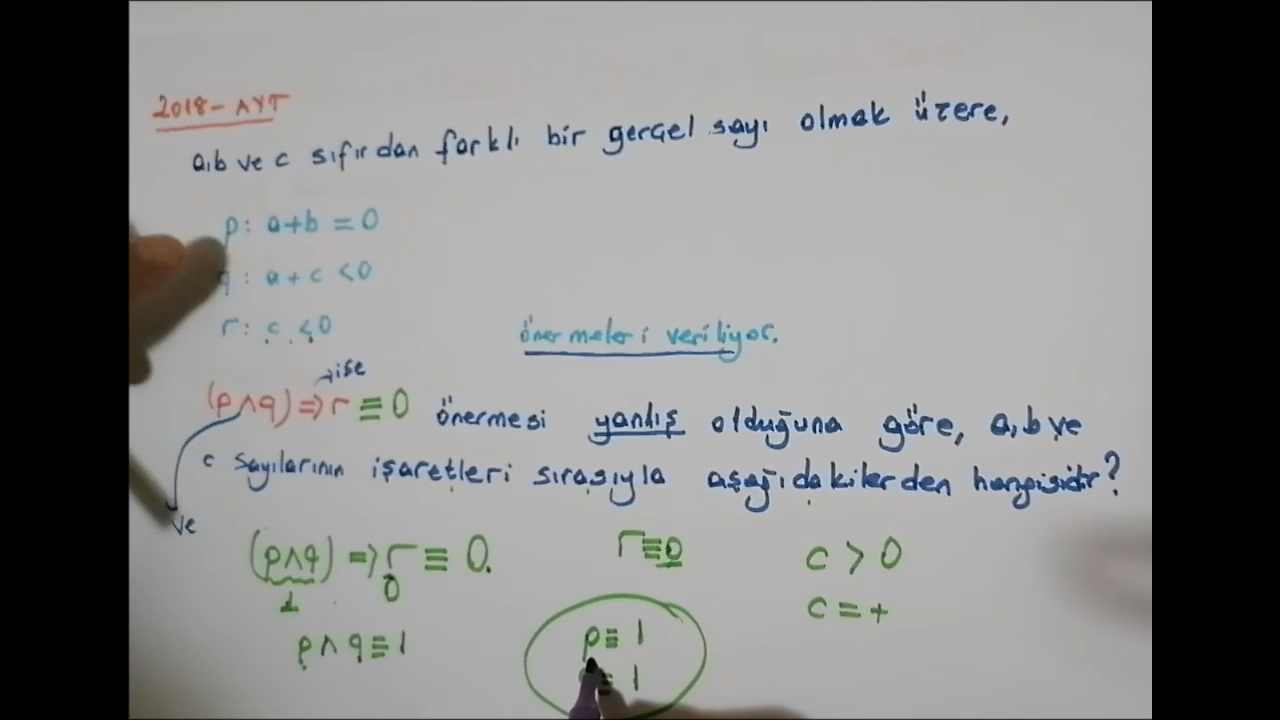 2018 - AYT
a,b ve c sıfırdan farklı bir gerçel sayı olmak üzere,
p: a+b = 0
q: a+c <0
r: c <0
önermeleri veriliyor.
ise
(p∧q) ⇒ r ≡ 0 önermesi yanlış olduğuna göre, a,b ve
c sayılarının işaretleri sırasıyla aşağıdakilerden hangisidir?
ve
(p∧q) ⇒ r ≡ 0.
1 0
r≡0
c > 0
c = +
p ∧ q ≡ 1
p ≡ 1
≡ 1